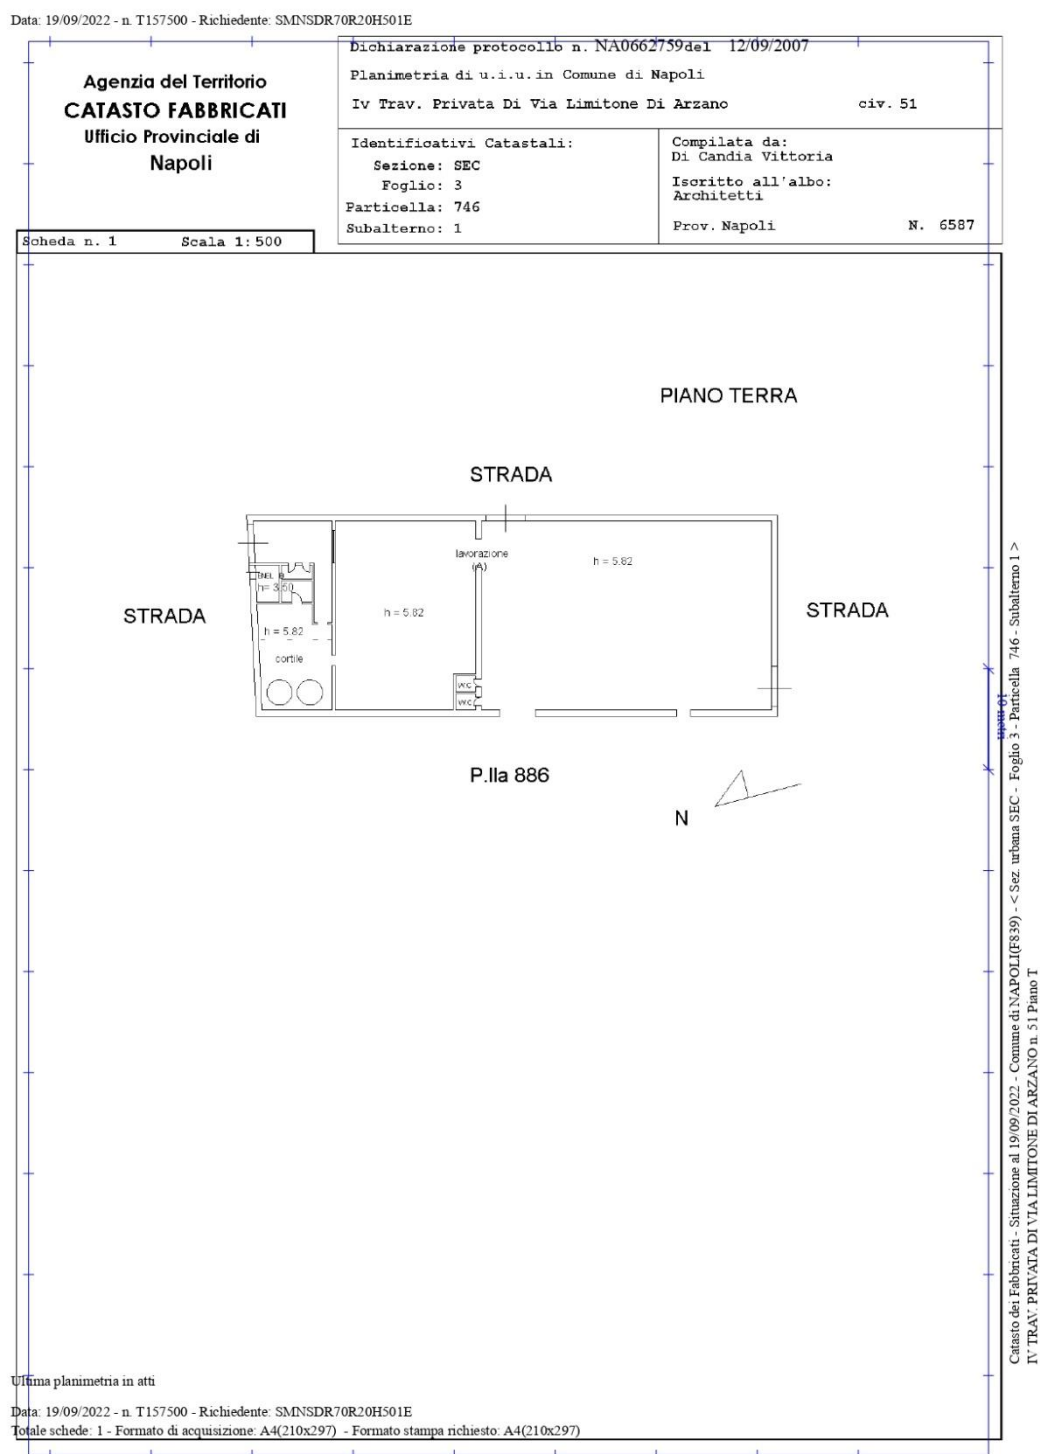 Data: 19/09/2022 - n. T157500 - Richiedente: SMNSDR70R20H501E
Agenzia del Territorio
CATASTO FABBRICATI
Ufficio Provinciale di
Napoli
Dichiarazione protocollo n. NA0662759del 12/09/2007
Planimetria di u.i.u. in Comune di Napoli
Iv Trav. Privata Di Via Limitone Di Arzano civ. 51
Identificativi Catastali:
Sezione: SEC
Foglio: 3
Particella: 746
Subalterno: 1
Compilata da:
Di Candia Vittoria
Iscritto all'albo:
Architetti
Prov. Napoli N. 6587
Scheda n. 1 Scala 1:500
PIANO TERRA
STRADA
lavorazione
(A)
h = 5.82
ENEL
h= 3.50
h = 5.82
STRADA
STRADA
h = 5.82
cortile
WC
WC
P.lla 886
N
10 metri
Catasto dei Fabbricati - Situazione al 19/09/2022 - Comune di NAPOLI(F839) - < Sez. urbana SEC - Foglio 3 - Particella 746 - Subalterno 1 >
IV TRAV. PRIVATA DI VIA LIMITONE DI ARZANO n. 51 Piano T
Ultima planimetria in atti
Data: 19/09/2022 - n. T157500 - Richiedente: SMNSDR70R20H501E
Totale schede: 1 - Formato di acquisizione: A4(210x297) - Formato stampa richiesto: A4(210x297)